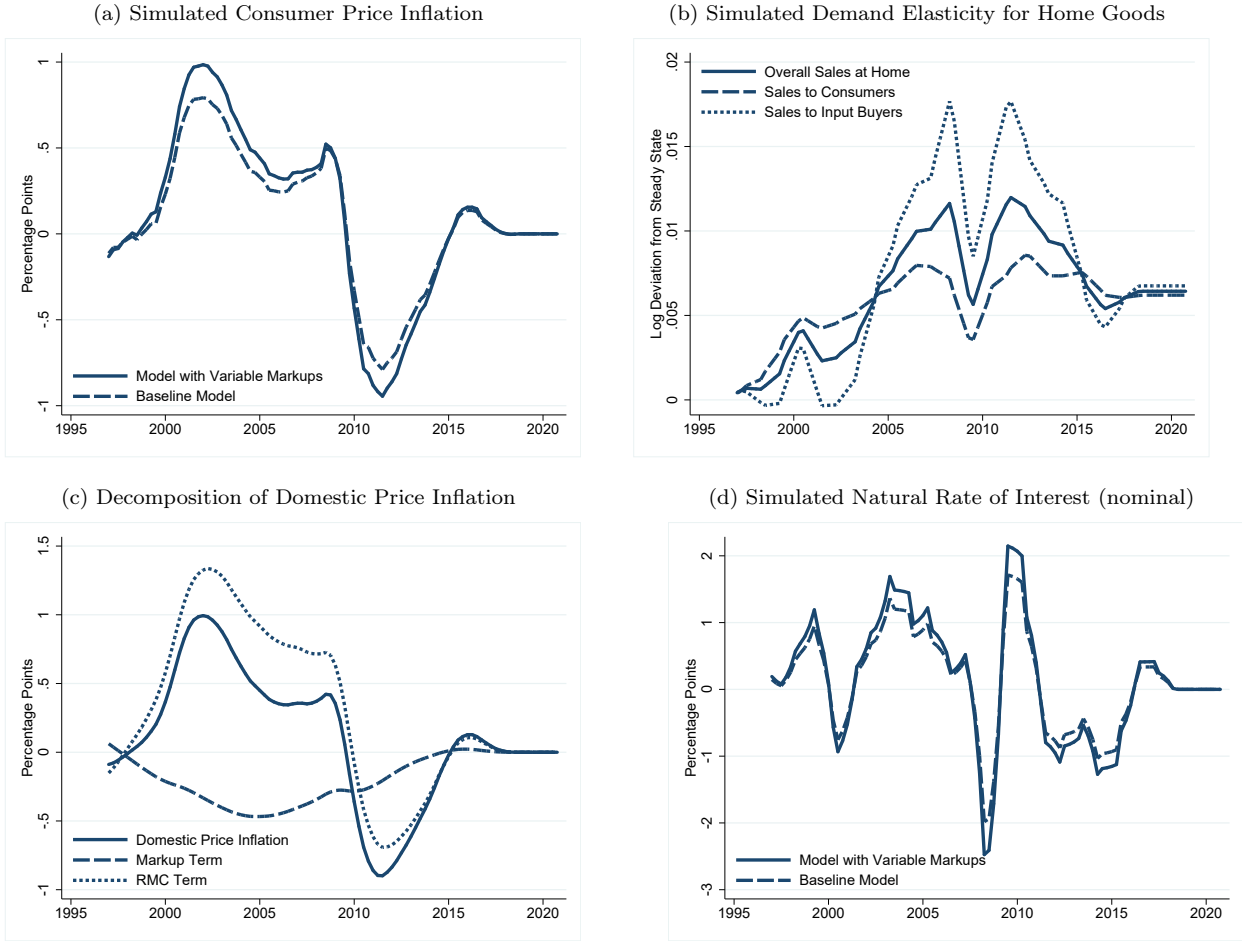 (a) Simulated Consumer Price Inflation
Percentage Points
1
.5
0
-.5
-1
Model with Variable Markups
Baseline Model
1995 2000 2005 2010 2015 2020
(b) Simulated Demand Elasticity for Home Goods
Log Deviation from Steady State
.02
.015
.01
.005
0
Overall Sales at Home
Sales to Consumers
Sales to Input Buyers
1995 2000 2005 2010 2015 2020
(c) Decomposition of Domestic Price Inflation
Percentage Points
1.5
1
.5
0
-.5
-1
Domestic Price Inflation
Markup Term
RMC Term
1995 2000 2005 2010 2015 2020
(d) Simulated Natural Rate of Interest (nominal)
Percentage Points
2
1
0
-1
-2
-3
Model with Variable Markups
Baseline Model
1995 2000 2005 2010 2015 2020